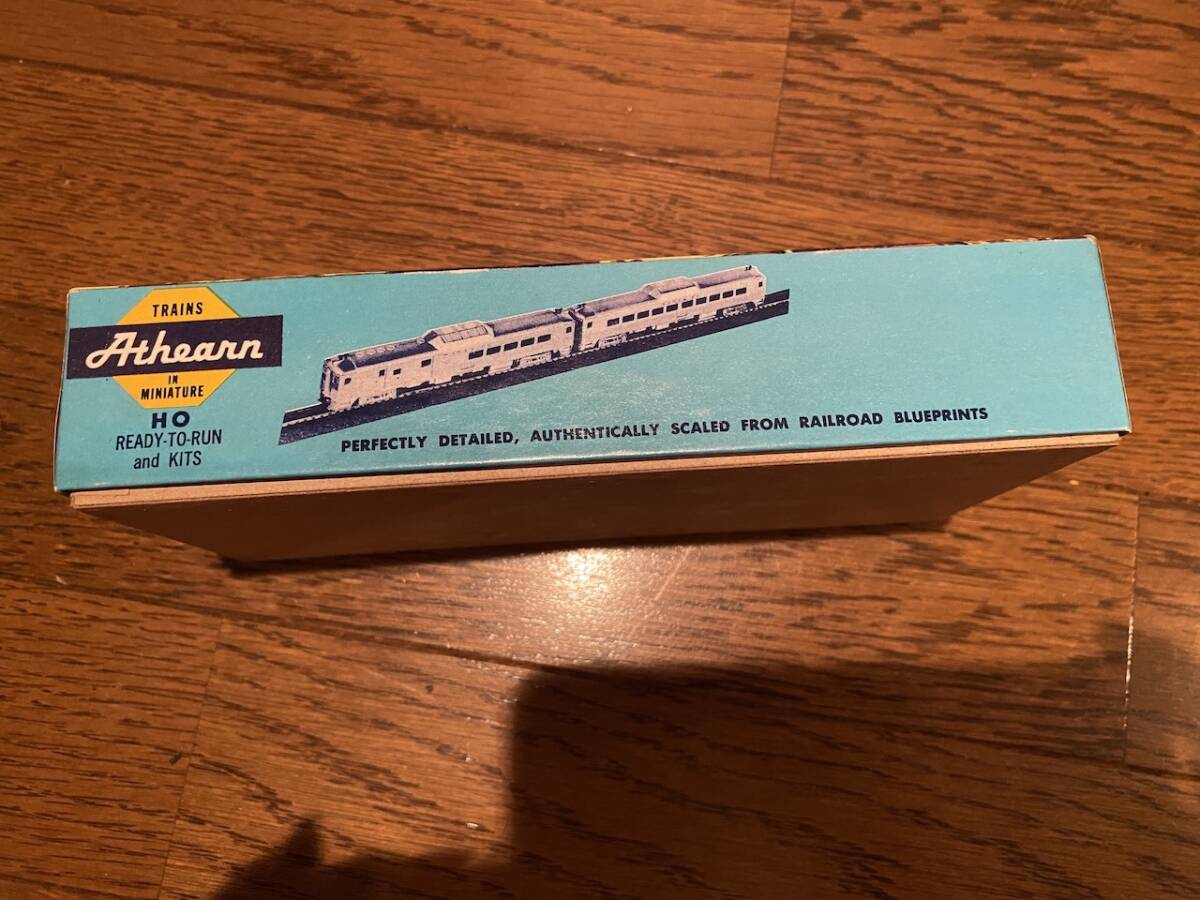 TRAINS
Athearn
IN
MINIATURE
HO
READY-TO-RUN
and KITS
PERFECTLY DETAILED, AUTHENTICALLY SCALED FROM RAILROAD BLUEPRINTS